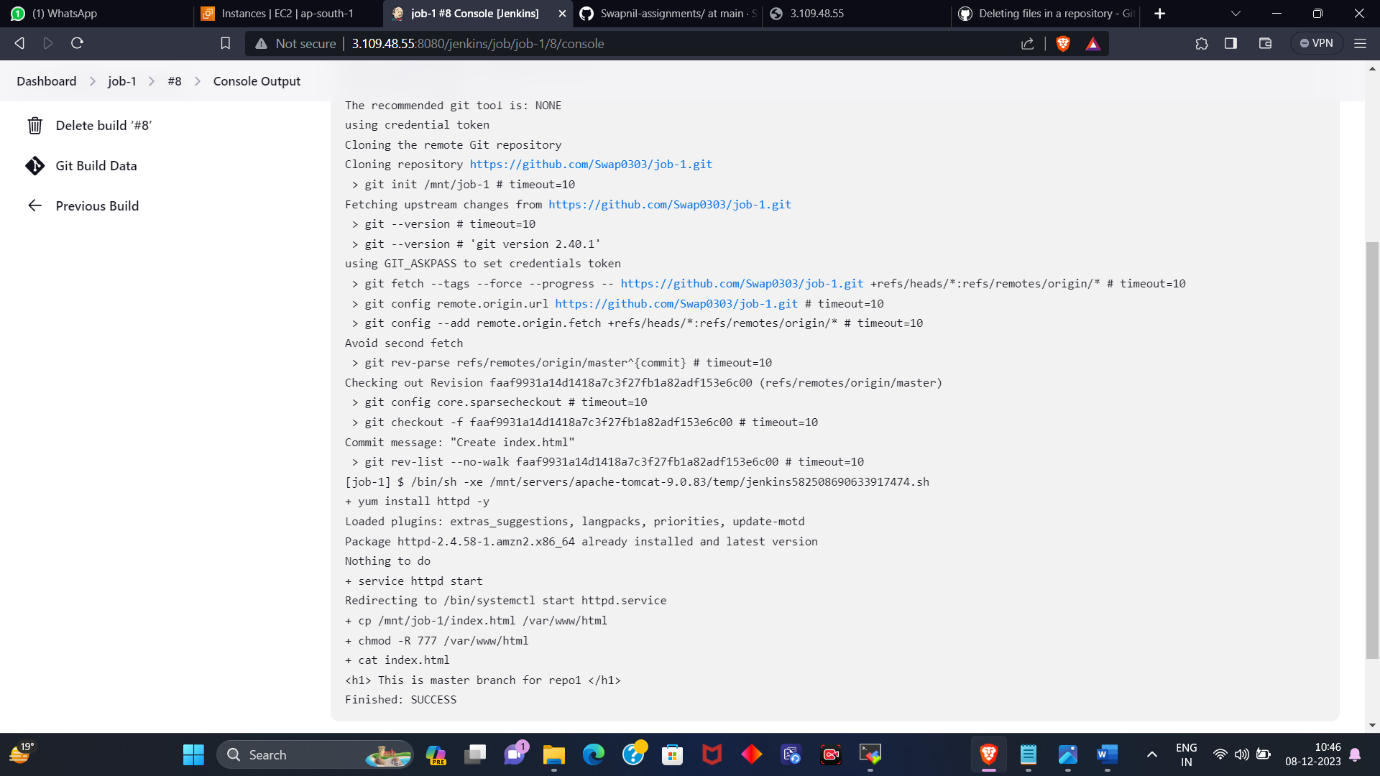 (1) WhatsApp
Instances | EC2 | ap-south-1
job-1 #8 Console [Jenkins]
Swapnil-assignments/ at main · S
3.109.48.55
Deleting files in a repository - Gi
Not secure
3.109.48.55:8080/jenkins/job/job-1/8/console
VPN
Dashboard > job-1 > #8 > Console Output
Delete build ‘#8’
Git Build Data
Previous Build
The recommended git tool is: NONE
using credential token
Cloning the remote Git repository
Cloning repository https://github.com/Swap0303/job-1.git
> git init /mnt/job-1 # timeout=10
Fetching upstream changes from https://github.com/Swap0303/job-1.git
> git --version # timeout=10
> git --version # 'git version 2.40.1'
using GIT_ASKPASS to set credentials token
> git fetch --tags --force --progress -- https://github.com/Swap0303/job-1.git +refs/heads/*:refs/remotes/origin/* # timeout=10
> git config remote.origin.url https://github.com/Swap0303/job-1.git # timeout=10
> git config --add remote.origin.fetch +refs/heads/*:refs/remotes/origin/* # timeout=10
Avoid second fetch
> git rev-parse refs/remotes/origin/master^{commit} # timeout=10
Checking out Revision faaf9931a14d1418a7c3f27fb1a82adf153e6c00 (refs/remotes/origin/master)
> git config core.sparsecheckout # timeout=10
> git checkout -f faaf9931a14d1418a7c3f27fb1a82adf153e6c00 # timeout=10
Commit message: "Create index.html"
> git rev-list --no-walk faaf9931a14d1418a7c3f27fb1a82adf153e6c00 # timeout=10
[job-1] $ /bin/sh -xe /mnt/servers/apache-tomcat-9.0.83/temp/jenkins582508690633917474.sh
+ yum install httpd -y
Loaded plugins: extras_suggestions, langpacks, priorities, update-motd
Package httpd-2.4.58-1.amzn2.x86_64 already installed and latest version
Nothing to do
+ service httpd start
Redirecting to /bin/systemctl start httpd.service
+ cp /mnt/job-1/index.html /var/www/html
+ chmod -R 777 /var/www/html
+ cat index.html
<h1> This is master branch for repo1 </h1>
Finished: SUCCESS
19°
Search
PRE
1
ENG
IN
10:46
08-12-2023